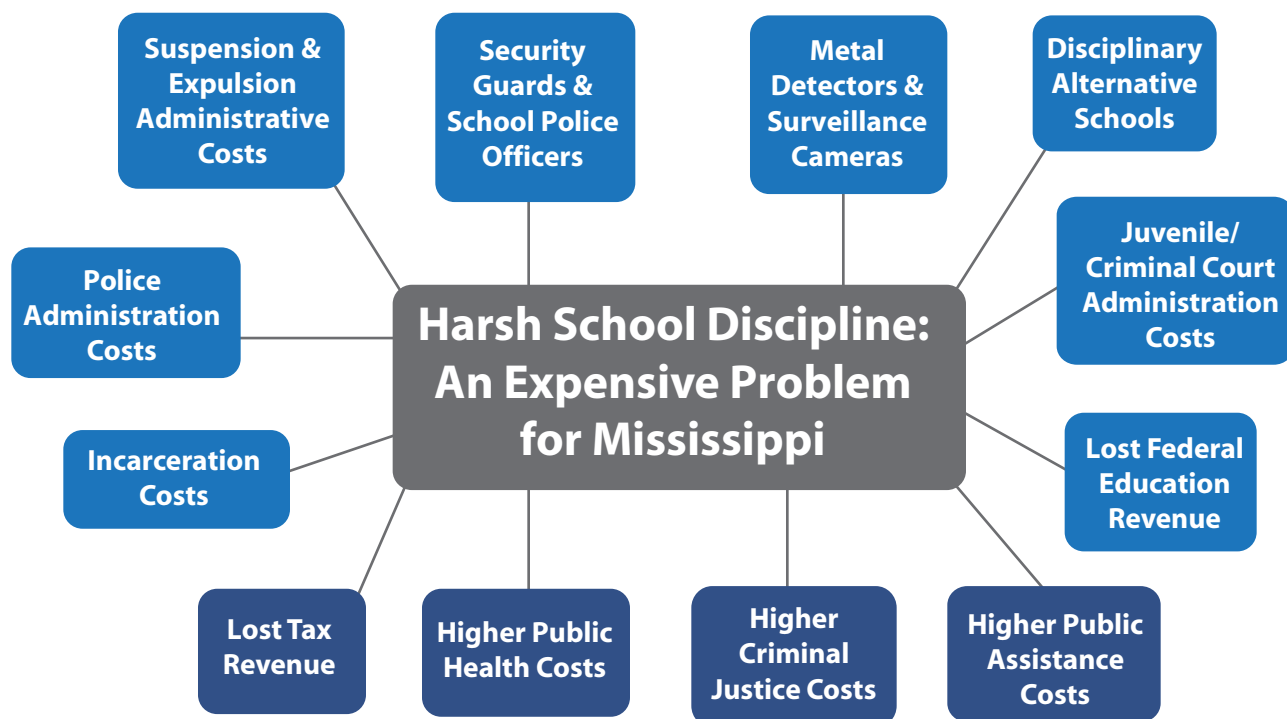 Suspension &
Expulsion
Administrative
Costs
Security
Guards &
School Police
Officers
Metal
Detectors &
Surveillance
Cameras
Disciplinary
Alternative
Schools
Police
Administration
Costs
Harsh School Discipline:
An Expensive Problem
for Mississippi
Juvenile/
Criminal Court
Administration
Costs
Incarceration
Costs
Lost Federal
Education
Revenue
Lost Tax
Revenue
Higher Public
Health Costs
Higher
Criminal
Justice Costs
Higher Public
Assistance
Costs